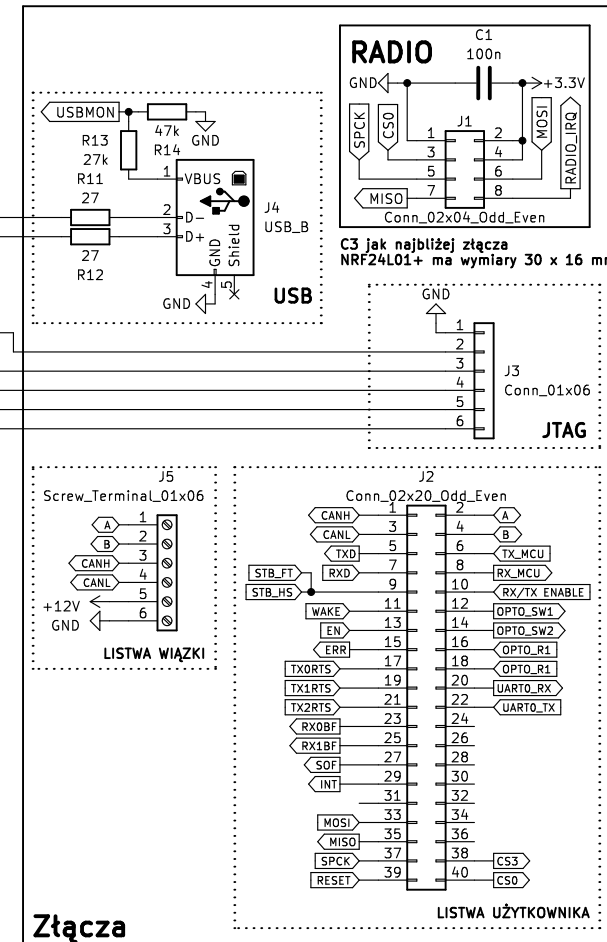 RADIO
C1
100n
GND
+3.3V
J1
SPCK
CS0
MOSI
RADIO_IRQ
1 2
3 4
5 6
7 8
MISO
Conn_02x04_Odd_Even
C3 jak najbliżej złącza
NRF24L01+ ma wymiary 30 x 16 mm
USBMON
47k
R14
GND
R13
27k
R11
27
1 VBUS
2 D-
3 D+
27
R12
J4
USB_B
GND
Shield
4 5
GND
USB
GND
1
2
3
4
5
6
J3
Conn_01x06
JTAG
J5
Screw_Terminal_01x06
A 1
B 2
CANH 3
CANL 4
+12V 5
GND 6
LISTWA WIĄZKI
J2
Conn_02x20_Odd_Even
CANH 1 2 A
CANL 3 4 B
TXD 5 6 TX_MCU
STB_FT RXD 7 8 RX_MCU
STB_HS 9 10 RX/TX ENABLE
WAKE 11 12 OPTO_SW1
EN 13 14 OPTO_SW2
ERR 15 16 OPTO_R1
TX0RTS 17 18 OPTO_R1
TX1RTS 19 20 UART0_RX
TX2RTS 21 22 UART0_TX
RX0BF 23 24
RX1BF 25 26
SOF 27 28
INT 29 30
31 32
MOSI 33 34
MISO 35 36
SPCK 37 38 CS3
RESET 39 40 CS0
LISTWA UŻYTKOWNIKA
Złącza